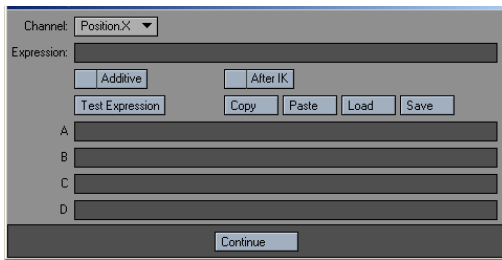 Channel: Position.X
Expression:
Additive After IK
Test Expression Copy Paste Load Save
A
B
C
D
Continue